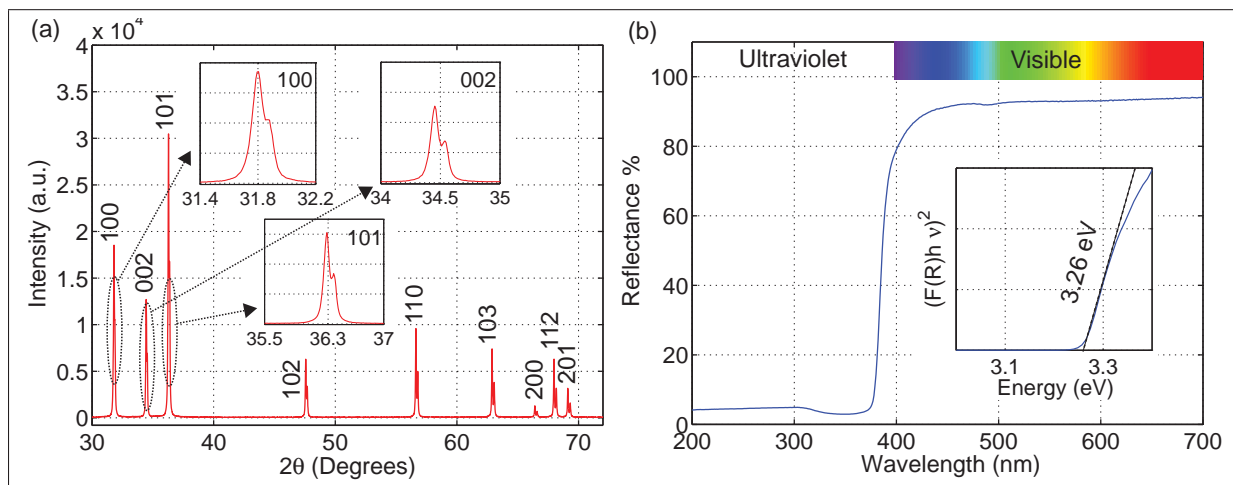 (a)
× 10⁴
4
3.5
3
2.5
2
1.5
1
0.5
0
Intensity (a.u.)
30 40 50 60 70
2θ (Degrees)
100
002
101
102
110
103
200
112
201
100
31.4 31.8 32.2
002
34 34.5 35
101
35.5 36.3 37
(b)
Ultraviolet Visible
100
80
60
40
20
0
Reflectance %
200 300 400 500 600 700
Wavelength (nm)
(F(R)h ν)²
3.26 eV
3.1 3.3
Energy (eV)